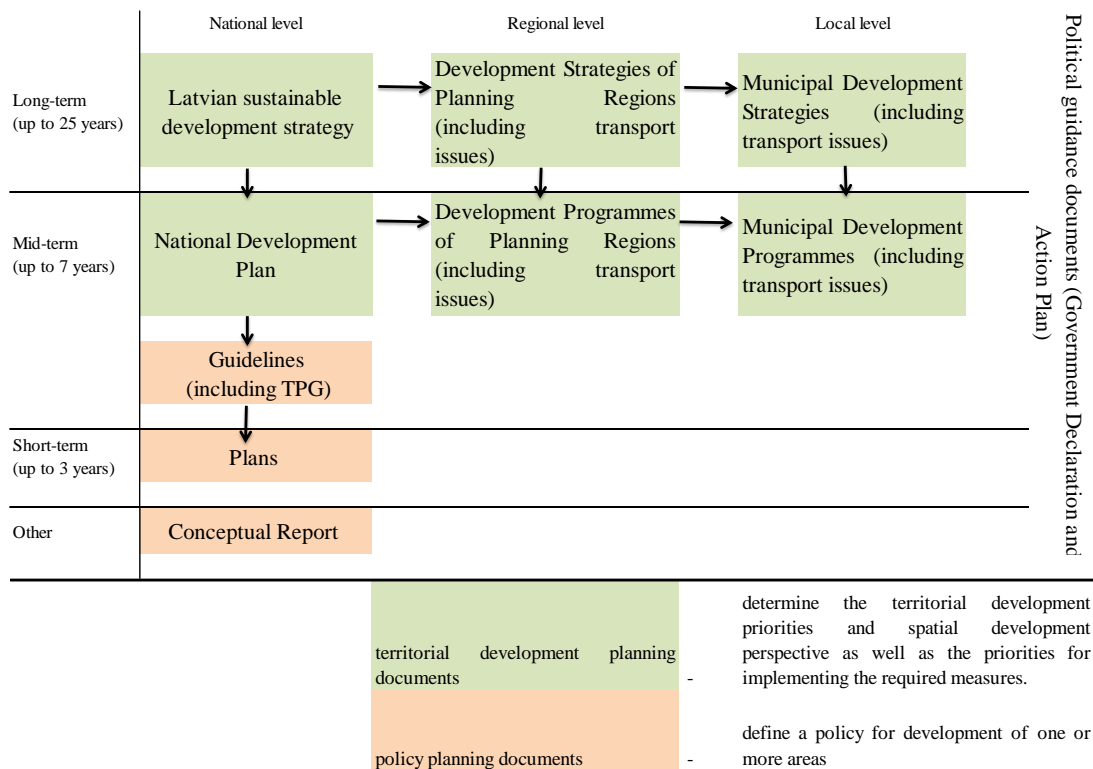 National level
Regional level
Local level
Long-term
(up to 25 years)
Latvian sustainable
development strategy
Development Strategies of
Planning Regions
(including transport
issues)
Municipal Development
Strategies (including
transport issues)
Mid-term
(up to 7 years)
National Development
Plan
Development Programmes
of Planning Regions
(including transport
issues)
Municipal Development
Programmes (including
transport issues)
Guidelines
(including TPG)
Short-term
(up to 3 years)
Plans
Other
Conceptual Report
Political guidance documents (Government Declaration and
Action Plan)
territorial development planning
documents
-
determine the territorial development
priorities and spatial development
perspective as well as the priorities for
implementing the required measures.
policy planning documents
-
define a policy for development of one or
more areas